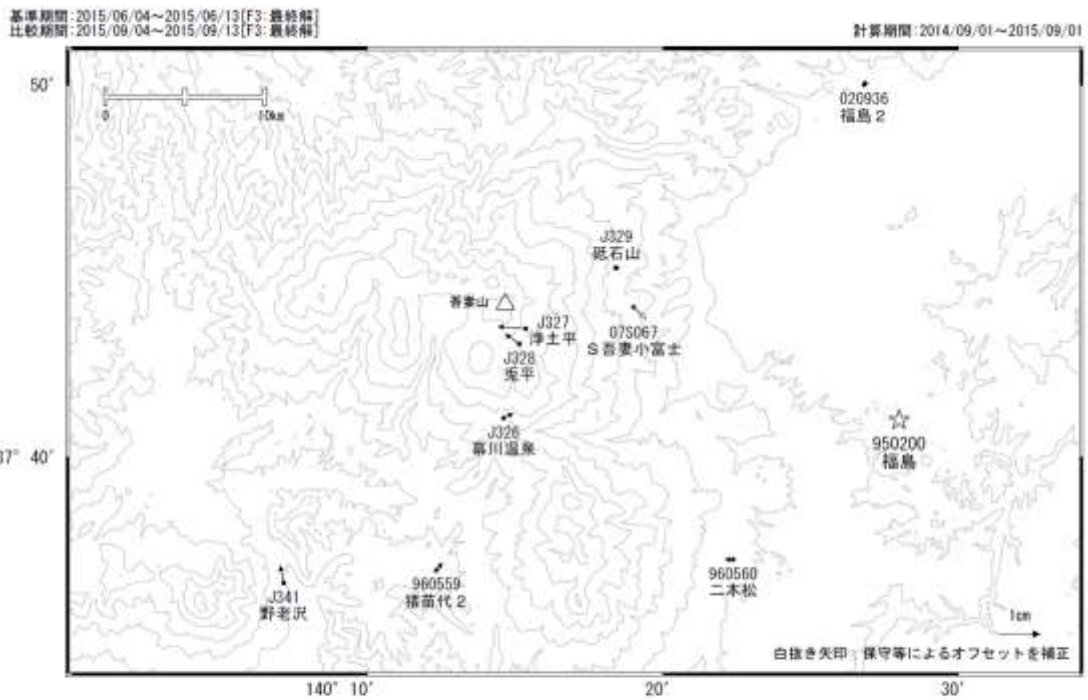 基準期間:2015/06/04～2015/06/13[F3:最終解]
比較期間:2015/09/04～2015/09/13[F3:最終解]
計算期間:2014/09/01～2015/09/01
50'
0
10km
020936
福島2
J329
砥石山
吾妻山
J327
浄土平
07S067
S吾妻小富士
J328
兎平
J326
幕川温泉
950200
福島
37° 40'
J341
野老沢
960559
猪苗代2
960560
二本松
1cm
白抜き矢印:保守等によるオフセットを補正
140° 10'
20'
30'